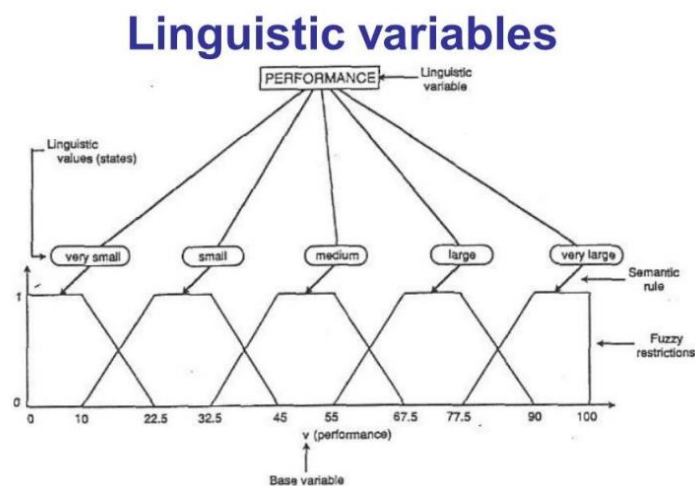 Linguistic variables
PERFORMANCE
Linguistic
variable
Linguistic
values (states)
very small
small
medium
large
very large
Semantic
rule
1
Fuzzy
restrictions
0
0 10 22.5 32.5 45 55 67.5 77.5 90 100
v (performance)
Base variable